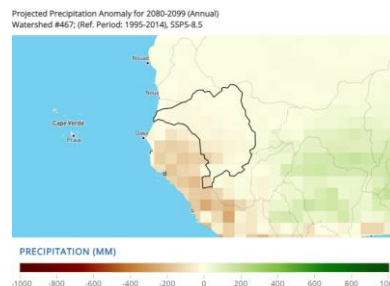 Projected Precipitation Anomaly for 2080-2099 (Annual)
Watershed #467; (Ref. Period: 1995-2014), SSP5-8.5
Nouad
Noua
Cape Verde
Praia
Daka
PRECIPITATION (MM)
-1000 -800 -600 -400 -200 0 200 400 600 800 100